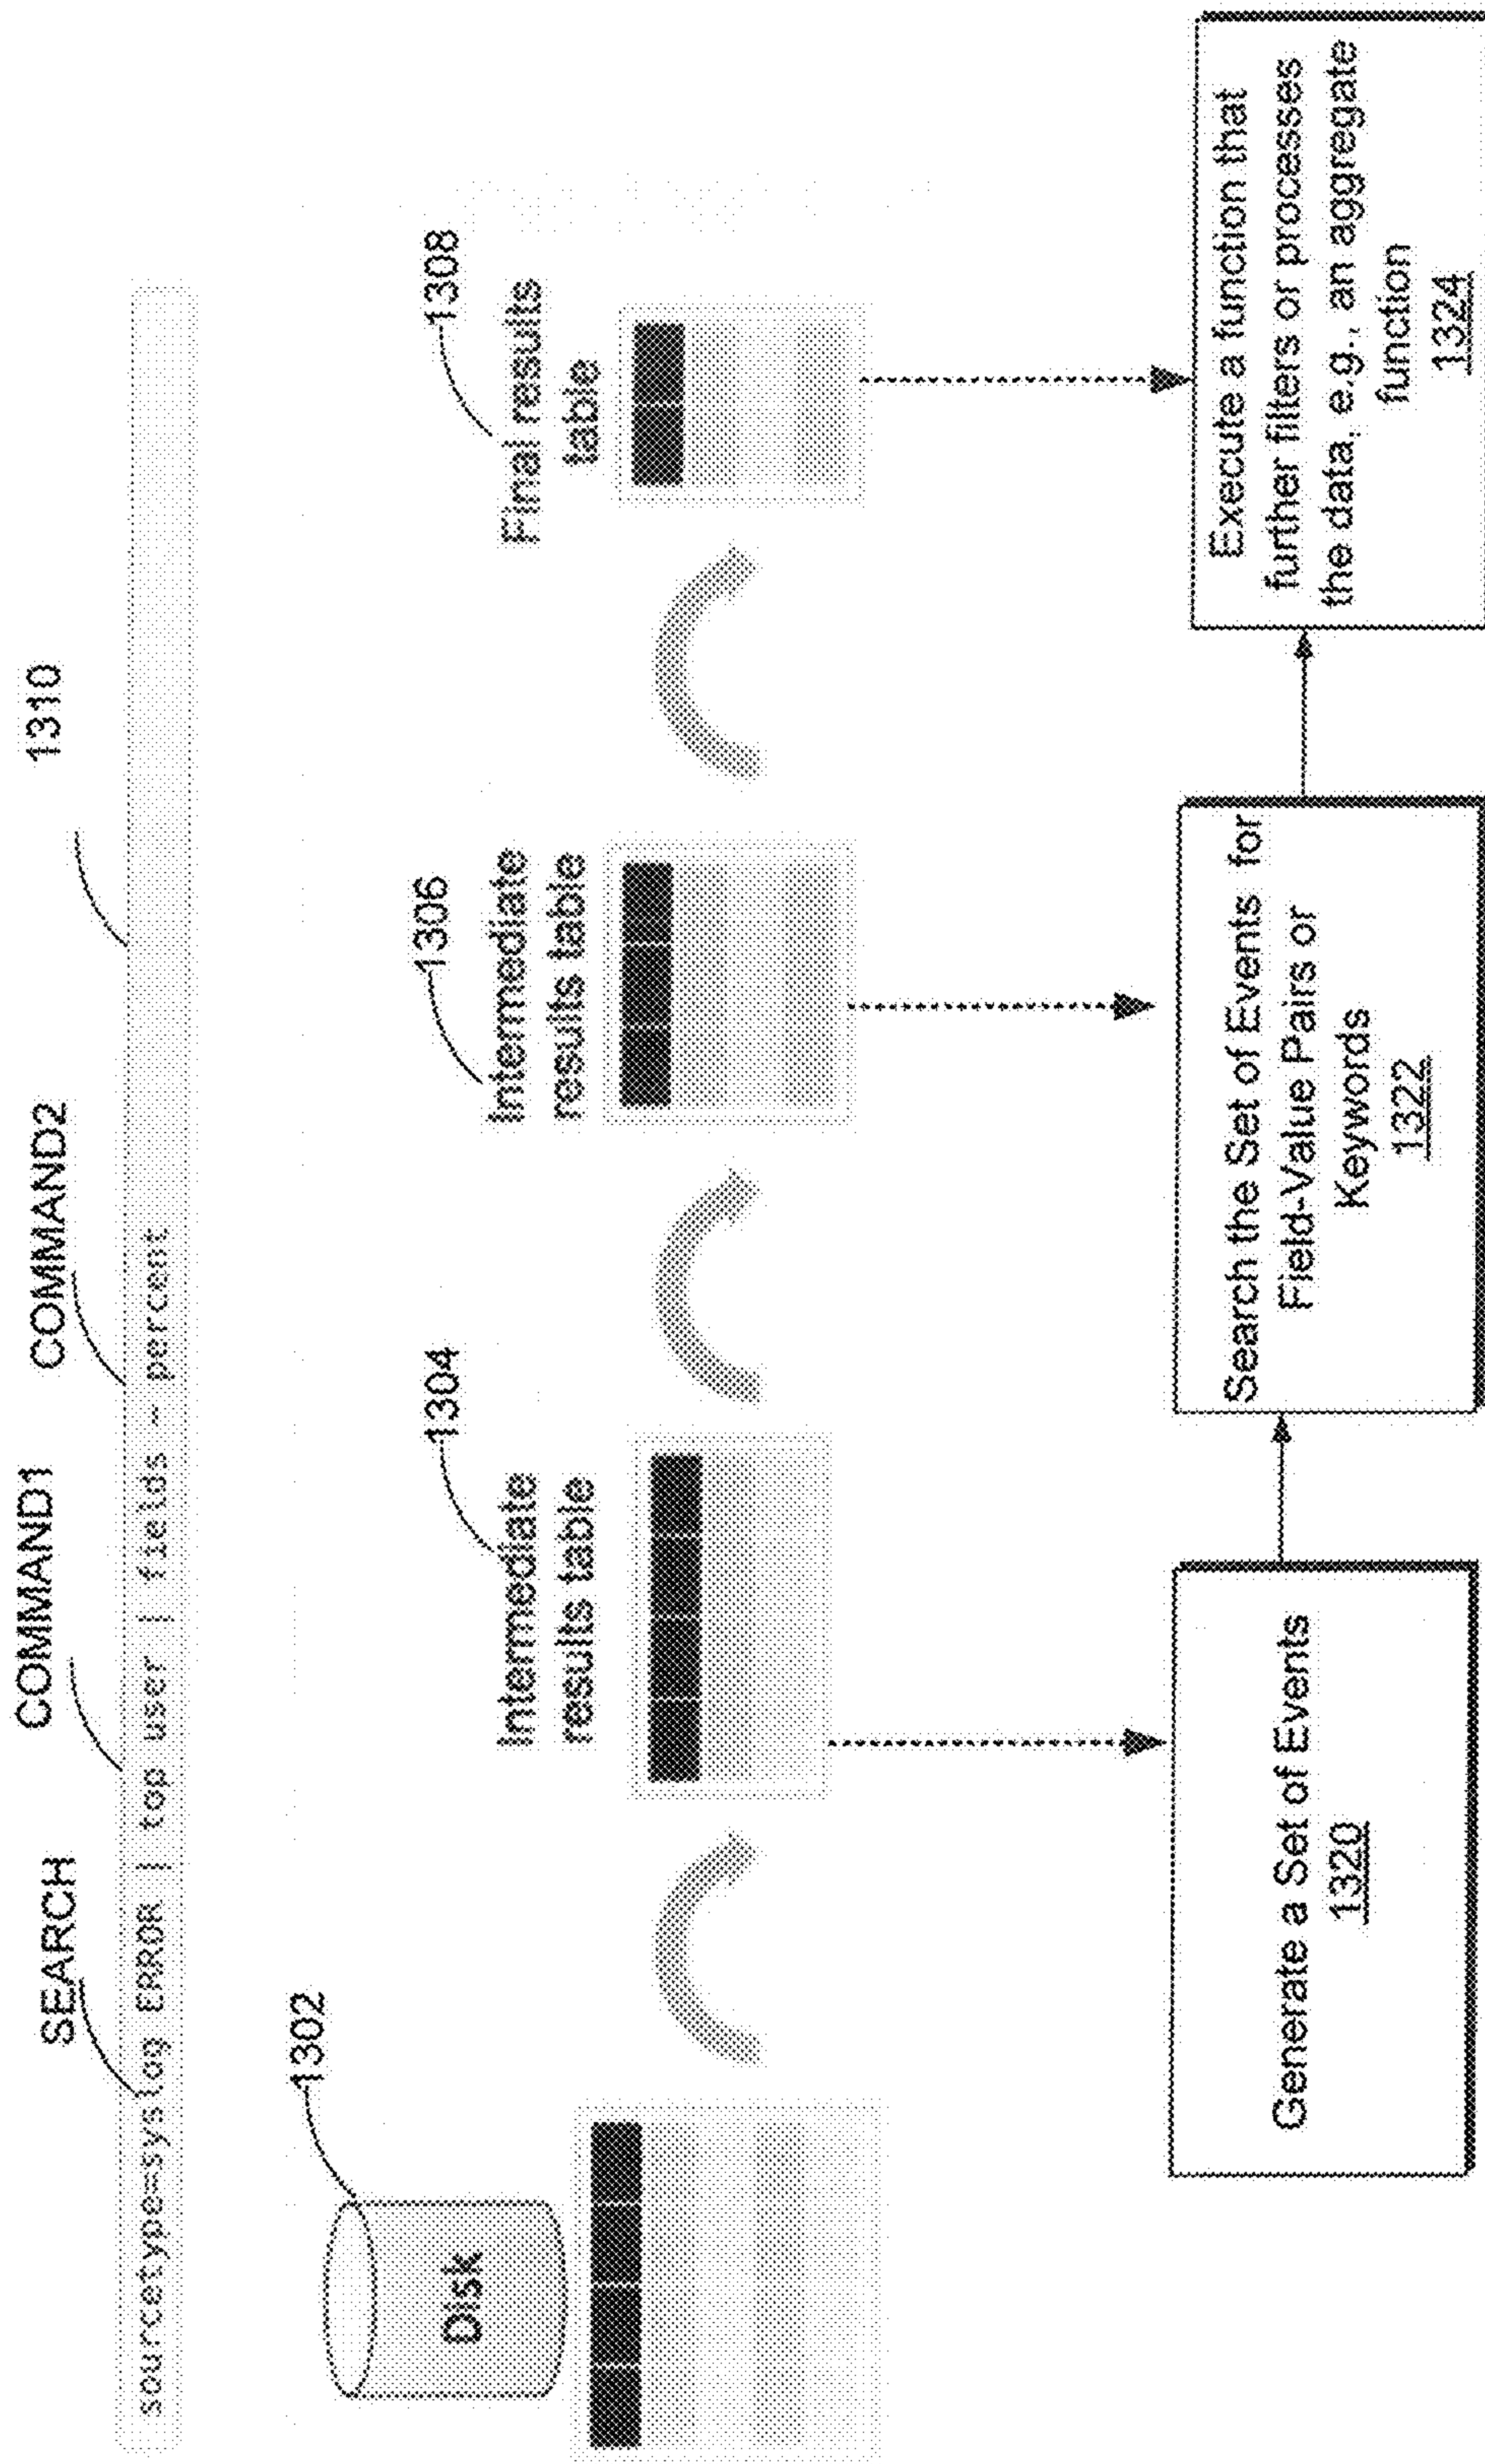 SEARCH
COMMAND1
COMMAND2
1310
sourcetype=syslog ERROR | top user | fields - percent
1302
Disk
1304
Intermediate
results table
1306
Intermediate
results table
1308
Final results
table
Generate a Set of Events
1320
Search the Set of Events for
Field-Value Pairs or
Keywords
1322
Execute a function that
further filters or processes
the data, e.g., an aggregate
function
1324